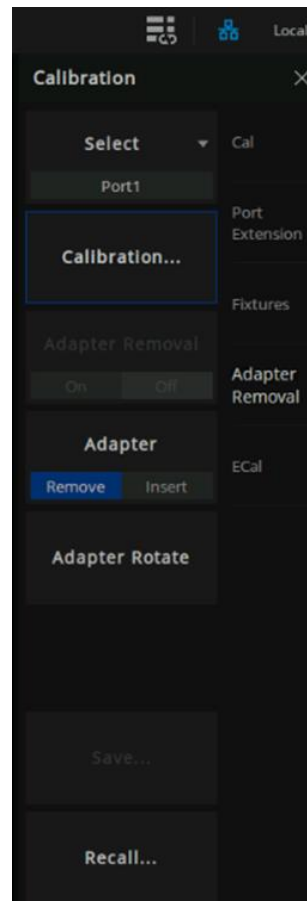 Local
Calibration
Select
Port1
Calibration...
Adapter Removal
On Off
Adapter
Remove Insert
Adapter Rotate
Save...
Recall...
Cal
Port
Extension
Fixtures
Adapter
Removal
ECal